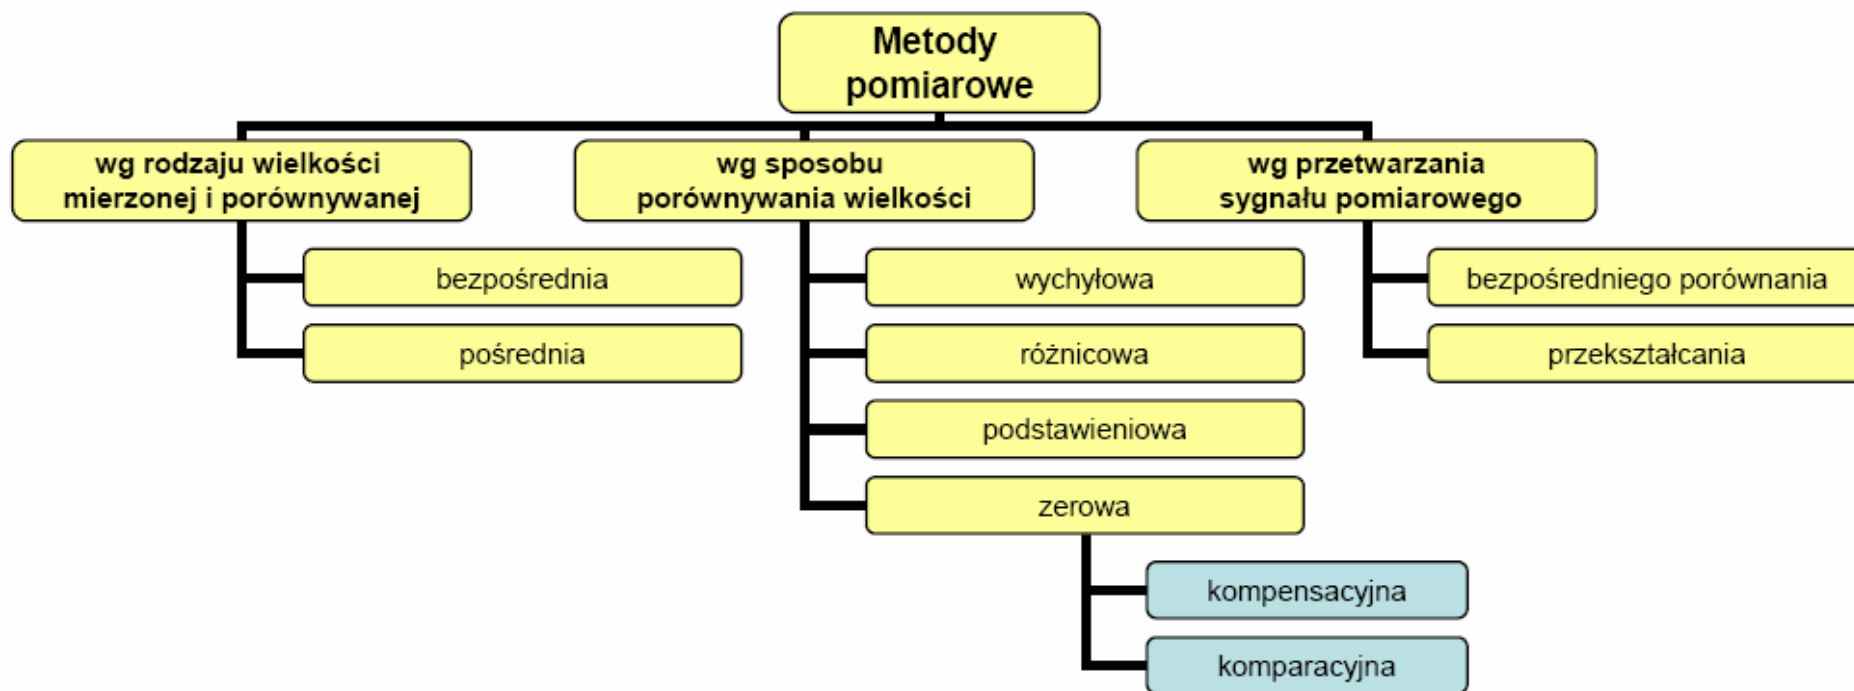 Metody
pomiarowe
wg rodzaju wielkości
mierzonej i porównywanej
bezpośrednia
pośrednia
wg sposobu
porównywania wielkości
wychyłowa
różnicowa
podstawieniowa
zerowa
kompensacyjna
komparacyjna
wg przetwarzania
sygnału pomiarowego
bezpośredniego porównania
przekształcania